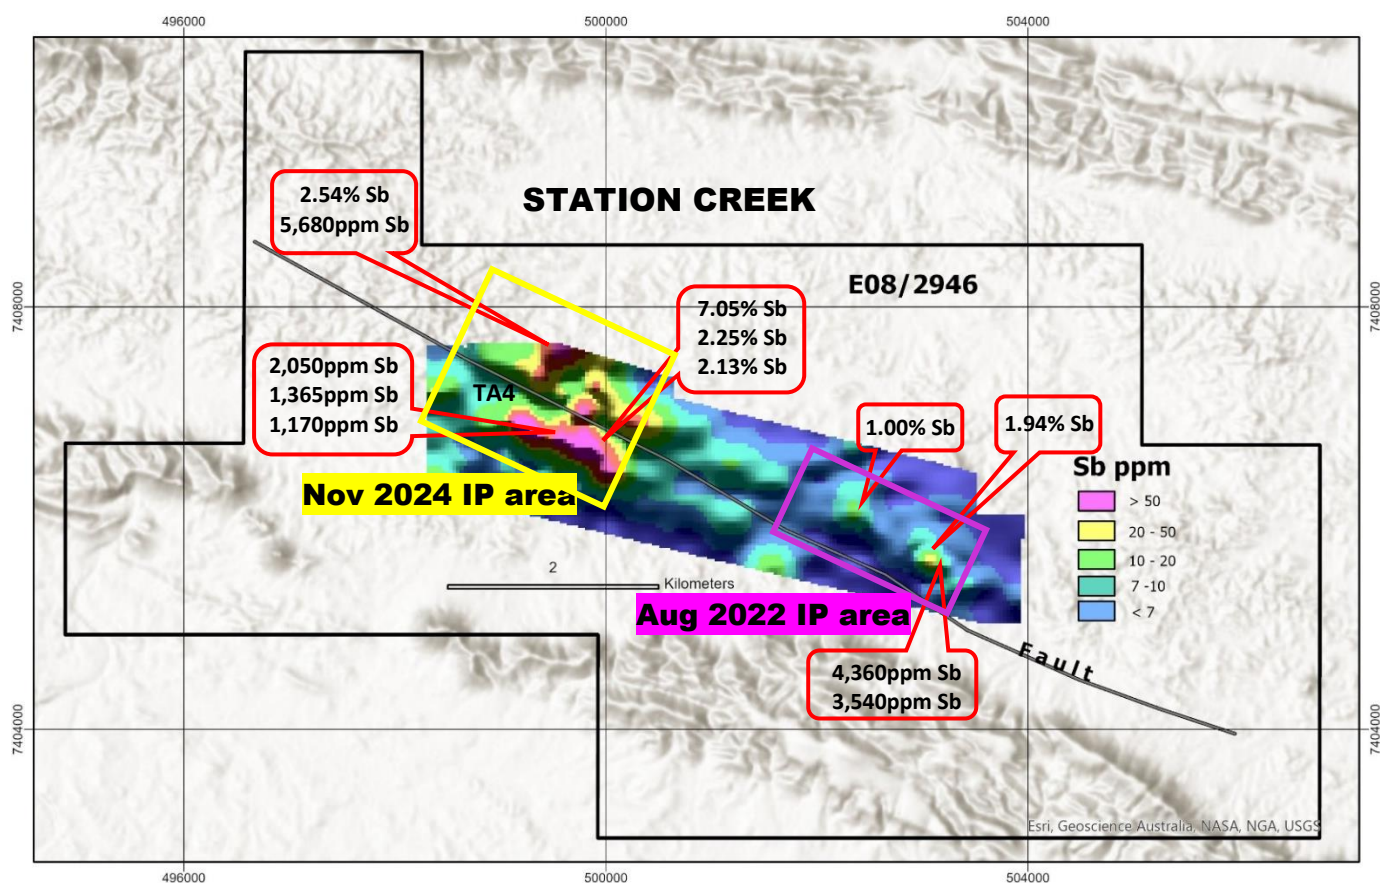 496000
500000
504000
2.54% Sb
5,680ppm Sb
STATION CREEK
E08/2946
7408000
7408000
7.05% Sb
2.25% Sb
2.13% Sb
2,050ppm Sb
1,365ppm Sb
1,170ppm Sb
TA4
1.00% Sb
1.94% Sb
Nov 2024 IP area
Sb ppm
> 50
20 - 50
10 - 20
7 -10
< 7
2
Kilometers
Aug 2022 IP area
Fault
4,360ppm Sb
3,540ppm Sb
7404000
7404000
Esri, Geoscience Australia, NASA, NGA, USGS
496000
500000
504000